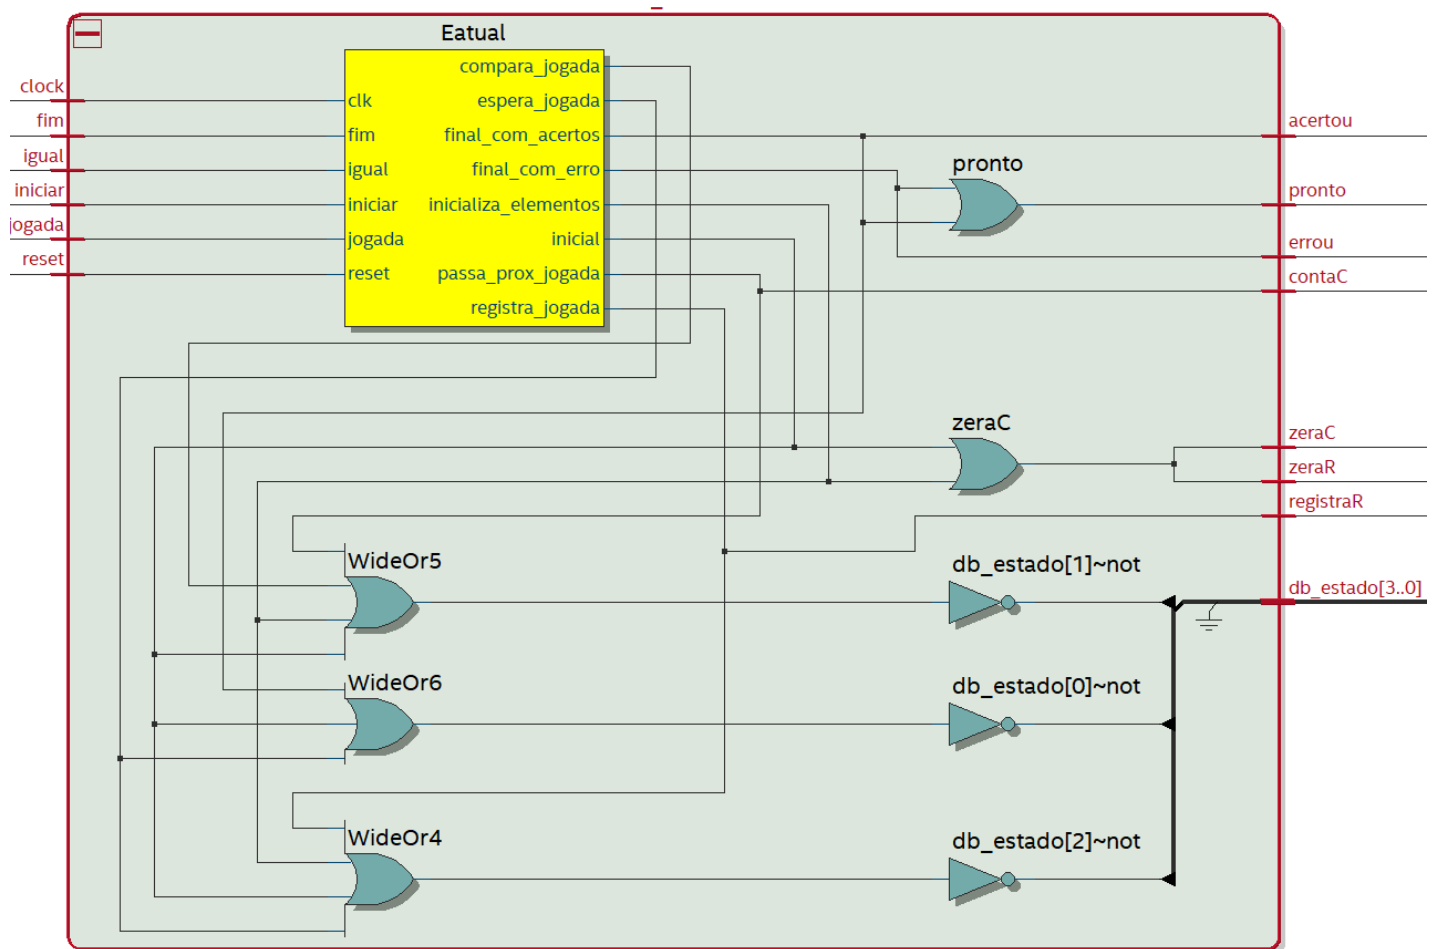 Eatual
clock
fim
igual
iniciar
jogada
reset
clk
fim
igual
iniciar
jogada
reset
compara_jogada
espera_jogada
final_com_acertos
final_com_erro
inicializa_elementos
inicial
passa_prox_jogada
registra_jogada
pronto
acertou
pronto
errou
contaC
zeraC
zeraC
zeraR
registraR
WideOr5
db_estado[1]~not
db_estado[3..0]
WideOr6
db_estado[0]~not
WideOr4
db_estado[2]~not